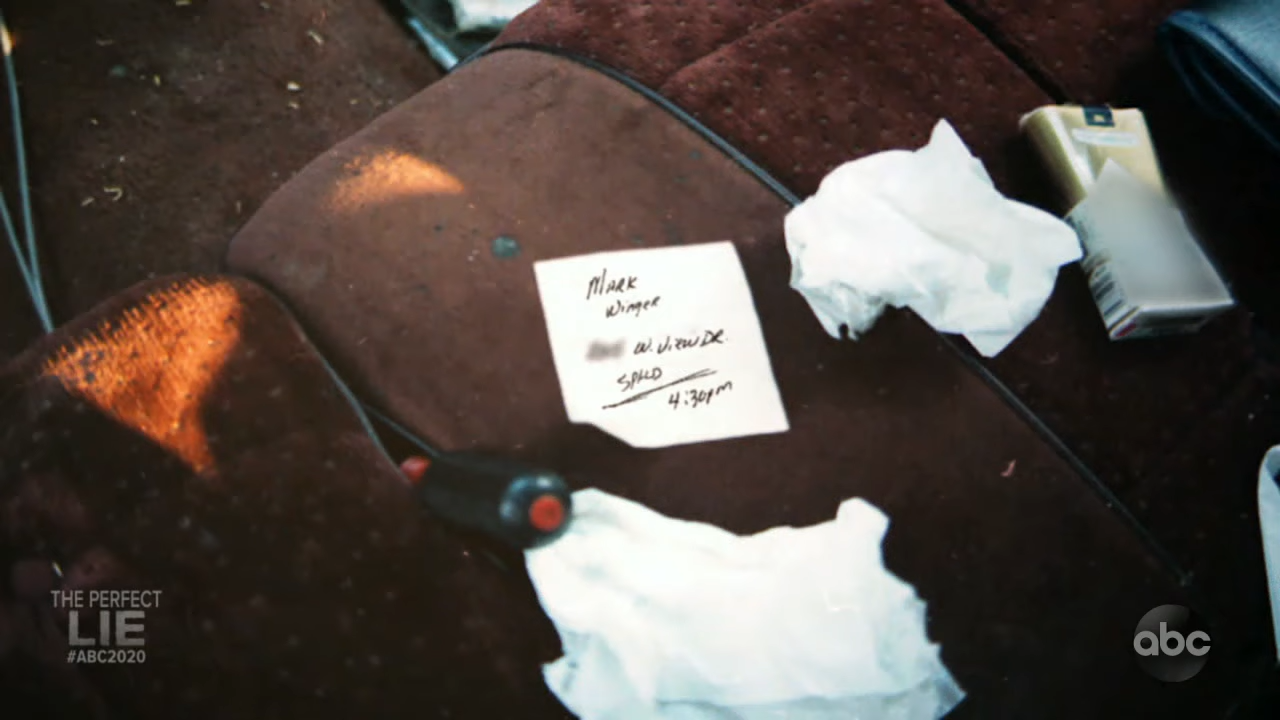 Mark
Winger
W. View DR.
SPFLD
4:30pm
THE PERFECT
LIE
#ABC2020
abc